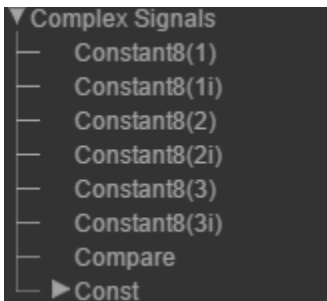 Complex Signals
Constant8(1)
Constant8(1i)
Constant8(2)
Constant8(2i)
Constant8(3)
Constant8(3i)
Compare
Const